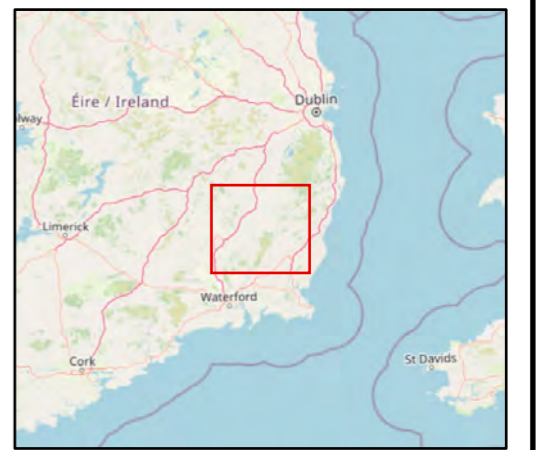 Dublin
Éire / Ireland
lway
Limerick
Waterford
Cork
St Davids